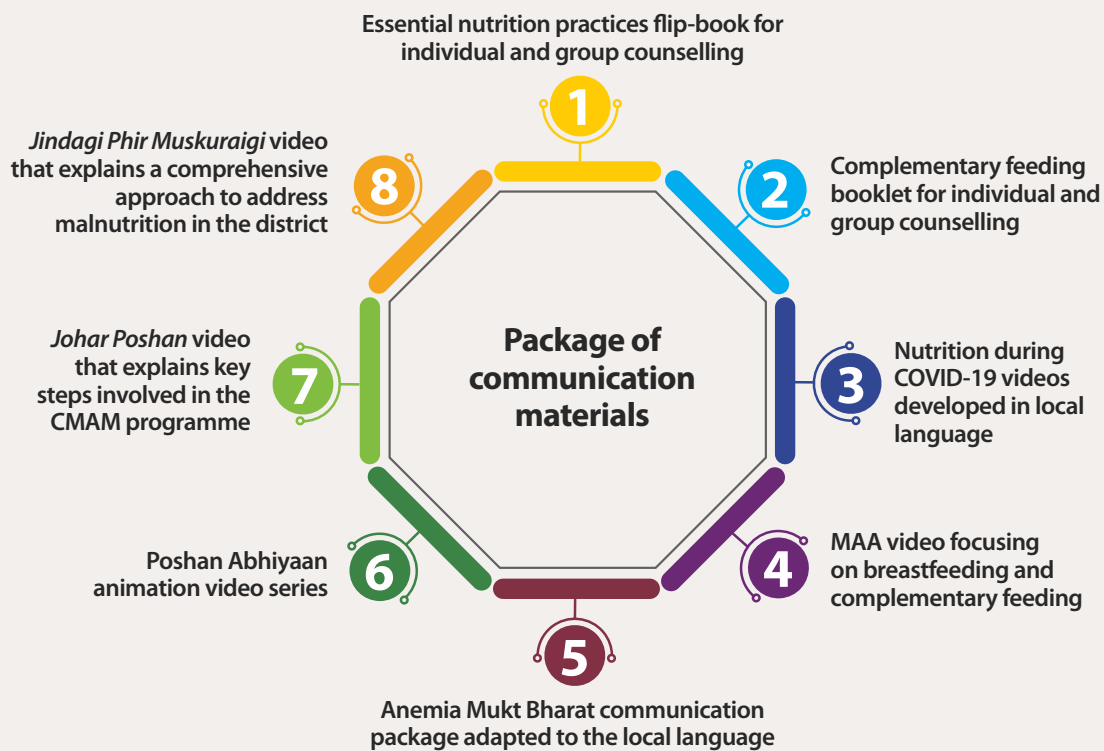 Essential nutrition practices flip-book for
individual and group counselling
1
2
Complementary feeding
booklet for individual and
group counselling
3
Nutrition during
COVID-19 videos
developed in local
language
4
MAA video focusing
on breastfeeding and
complementary feeding
5
Anemia Mukt Bharat communication
package adapted to the local language
6
Poshan Abhiyaan
animation video series
7
Johar Poshan video
that explains key
steps involved in the
CMAM programme
8
Jindagi Phir Muskuraigi video
that explains a comprehensive
approach to address
malnutrition in the district
Package of
communication
materials